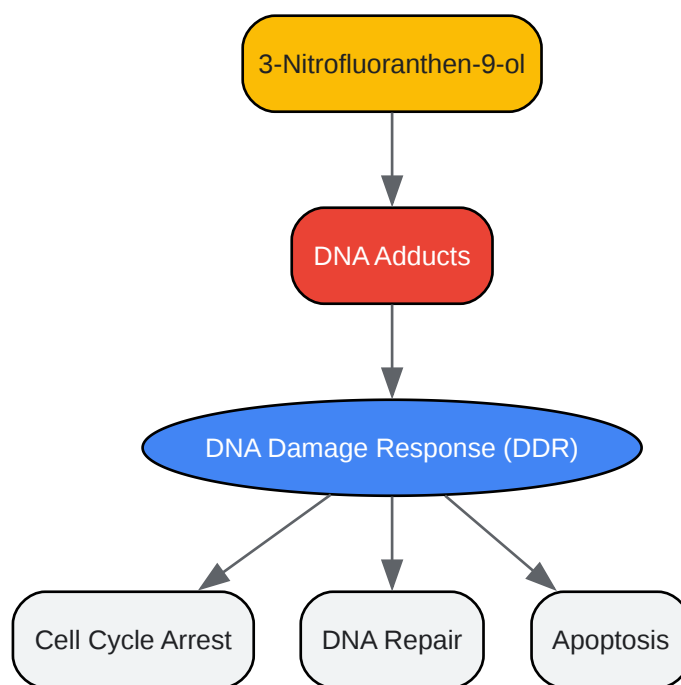 3-Nitrofluoranthen-9-ol
DNA Adducts
DNA Damage Response (DDR)
Cell Cycle Arrest
DNA Repair
Apoptosis